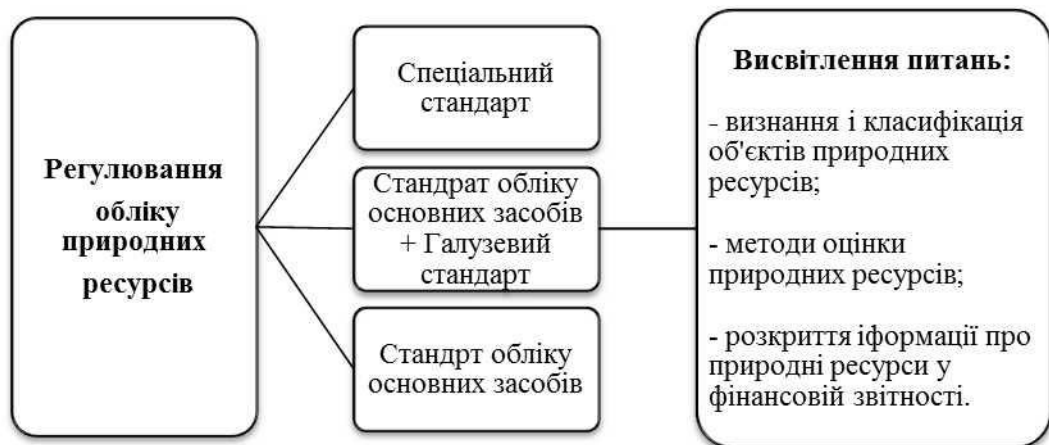 Регулювання
обліку
природних
ресурсів
Спеціальний
стандарт
Стандрат обліку
основних засобів
+ Галузевий
стандарт
Стандрт обліку
основних засобів
Висвітлення питань:
- визнання і класифікація
об'єктів природних
ресурсів;
- методи оцінки
природних ресурсів;
- розкриття іформації про
природні ресурси у
фінансовій звітності.